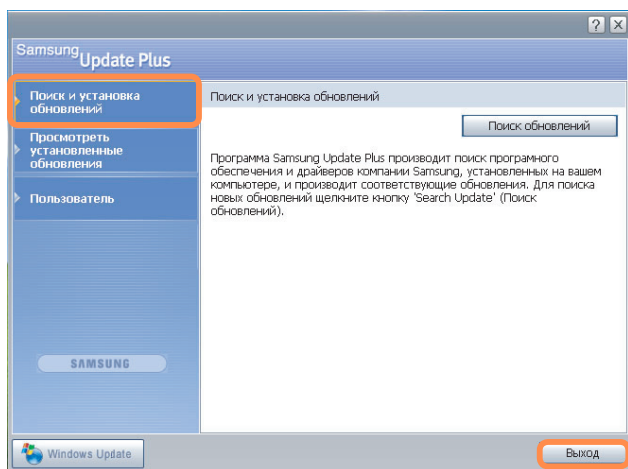 Samsung Update Plus
Поиск и установка
обновлений
Просмотреть
установленные
обновления
Пользователь
SAMSUNG
Поиск и установка обновлений
Поиск обновлений
Программа Samsung Update Plus производит поиск програмного
обеспечения и драйверов компании Samsung, установленных на вашем
компьютере, и производит соответствующие обновления. Для поиска
новых обновлений щелкните кнопку 'Search Update' (Поиск
обновлений).
Windows Update
Выход